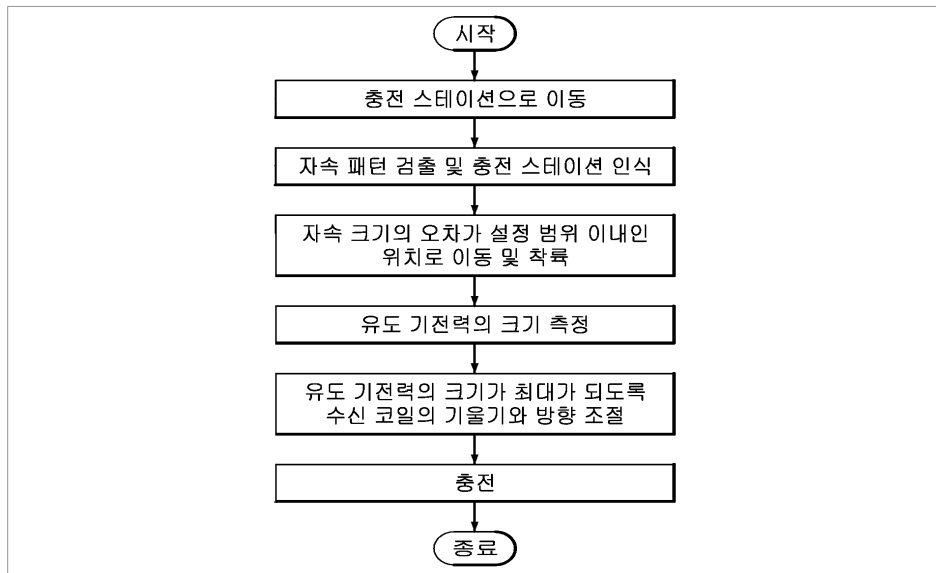 시작
충전 스테이션으로 이동
자속 패턴 검출 및 충전 스테이션 인식
자속 크기의 오차가 설정 범위 이내인
위치로 이동 및 착륙
유도 기전력의 크기 측정
유도 기전력의 크기가 최대가 되도록
수신 코일의 기울기와 방향 조절
충전
종료